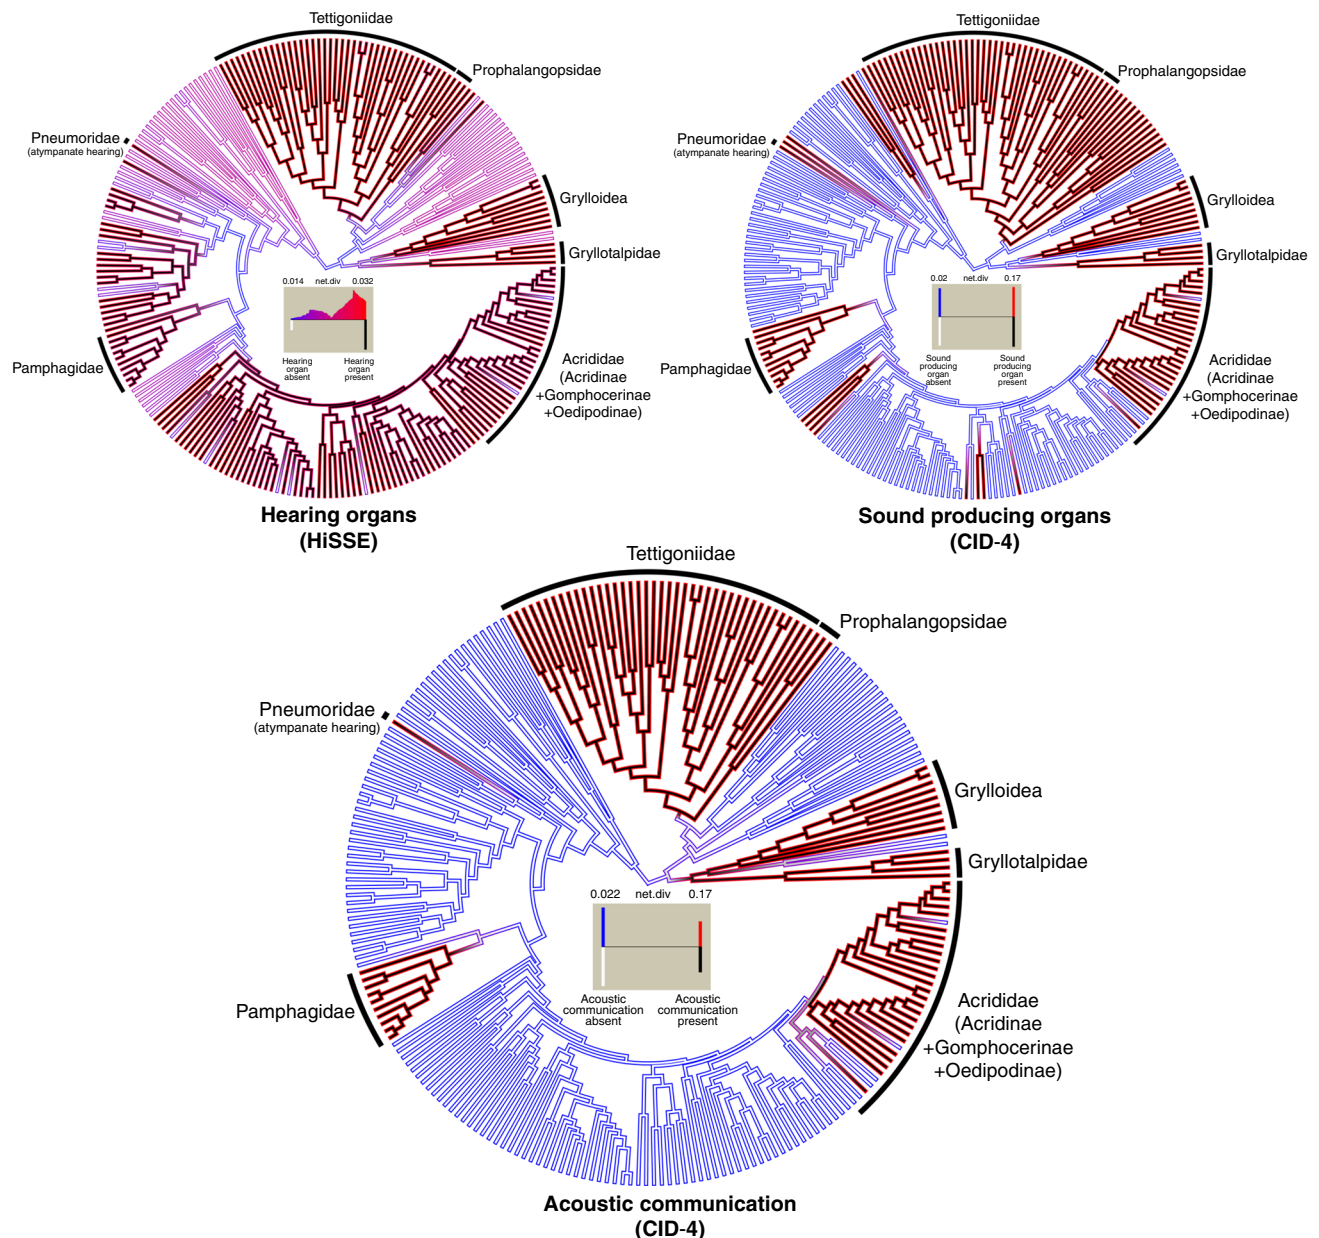 Tettigoniidae
Prophalangopsidae
Pneumoridae
(atympanate hearing)
Grylloidea
Gryllotalpidae
0.014 net.div 0.032
Hearing organ absent
Hearing organ present
Pamphagidae
Acrididae
(Acridinae
+Gomphocerinae
+Oedipodinae)
Hearing organs
(HiSSE)
Tettigoniidae
Prophalangopsidae
Pneumoridae
(atympanate hearing)
Grylloidea
Gryllotalpidae
0.02 net.div 0.17
Sound producing organ absent
Sound producing organ present
Pamphagidae
Acrididae
(Acridinae
+Gomphocerinae
+Oedipodinae)
Sound producing organs
(CID-4)
Tettigoniidae
Prophalangopsidae
Pneumoridae
(atympanate hearing)
Grylloidea
Gryllotalpidae
0.022 net.div 0.17
Acoustic communication absent
Acoustic communication present
Pamphagidae
Acrididae
(Acridinae
+Gomphocerinae
+Oedipodinae)
Acoustic communication
(CID-4)